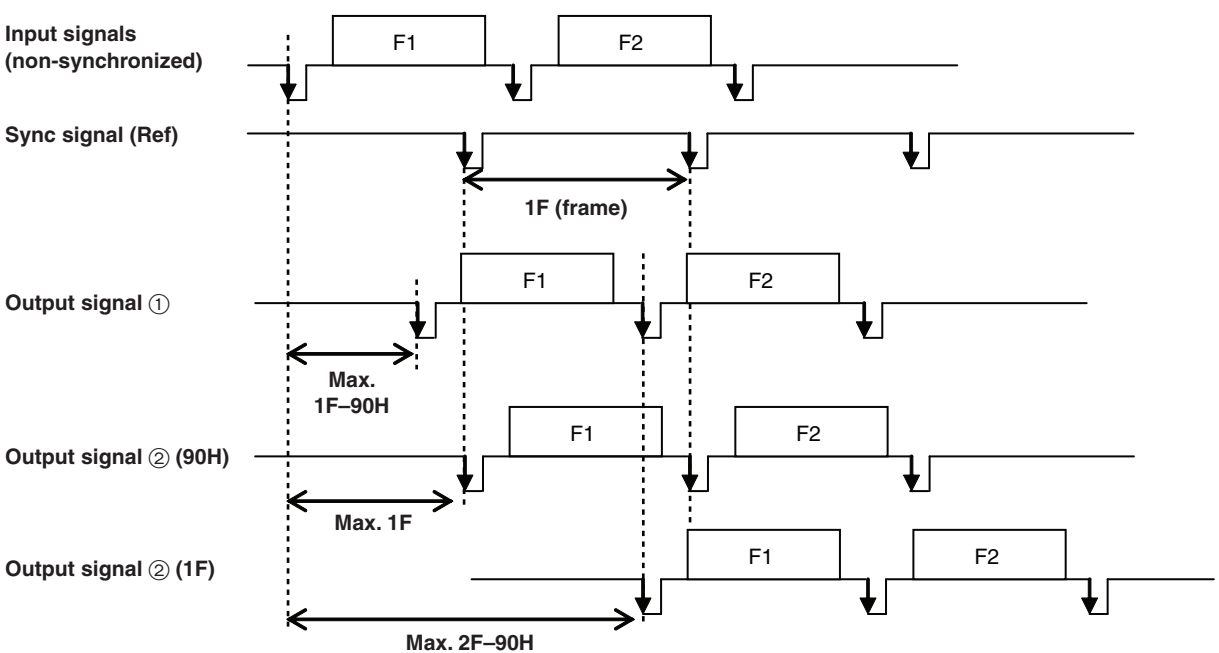 Input signals
(non-synchronized)
F1
F2
Sync signal (Ref)
1F (frame)
Output signal ①
F1
F2
Max.
1F–90H
Output signal ② (90H)
F1
F2
Max. 1F
Output signal ② (1F)
F1
F2
Max. 2F–90H